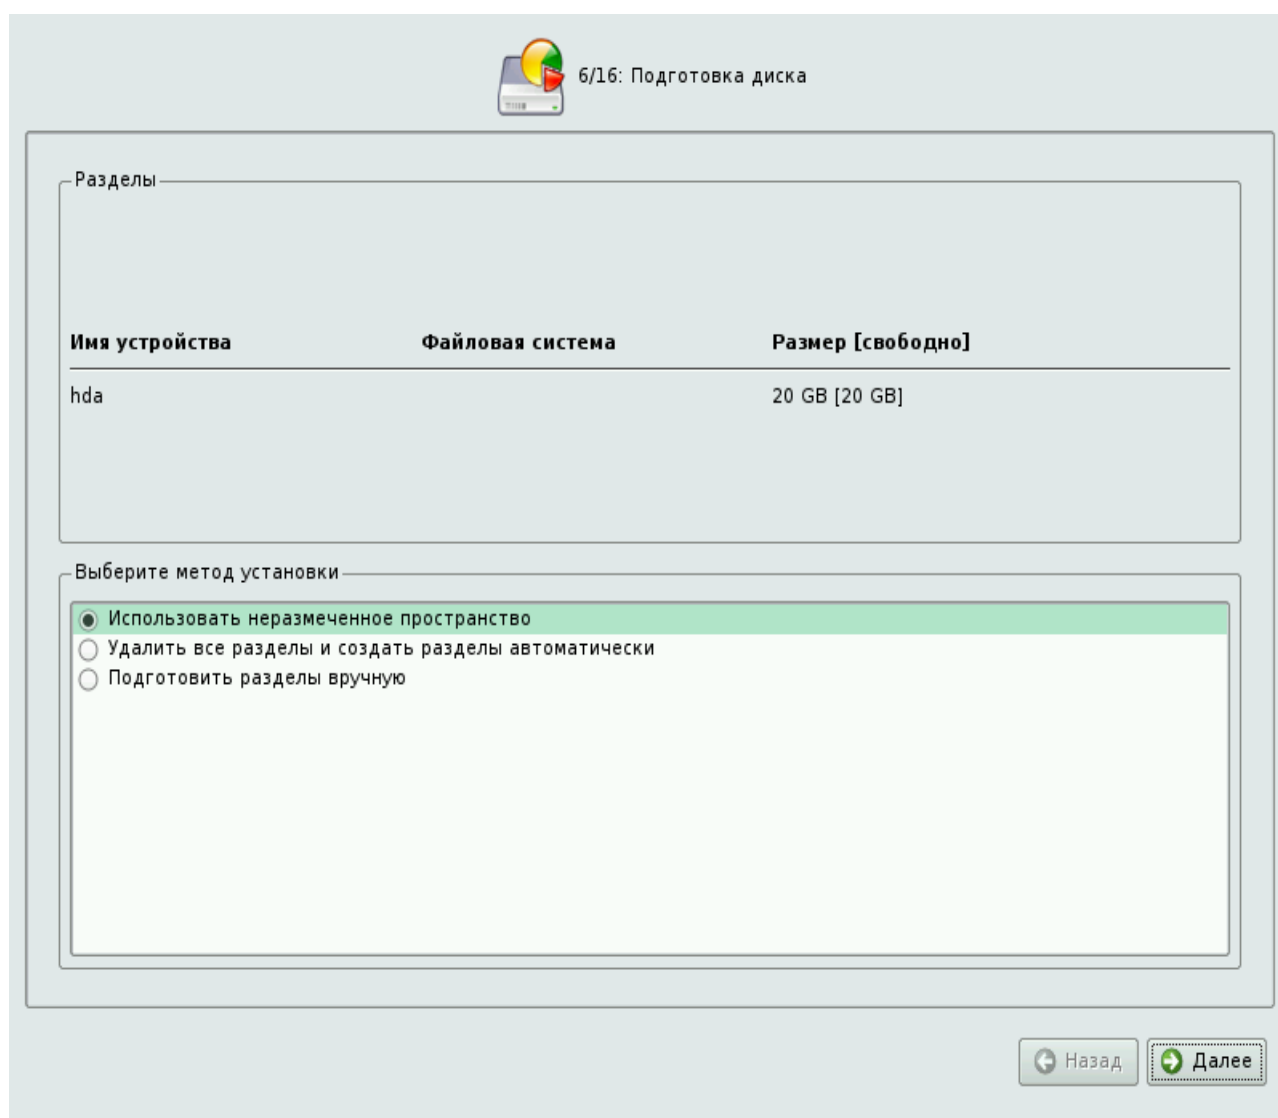 6/16: Подготовка диска
Разделы
Имя устройства Файловая система Размер [свободно]
hda 20 GB [20 GB]
Выберите метод установки
Использовать неразмеченное пространство
Удалить все разделы и создать разделы автоматически
Подготовить разделы вручную
Назад Далее